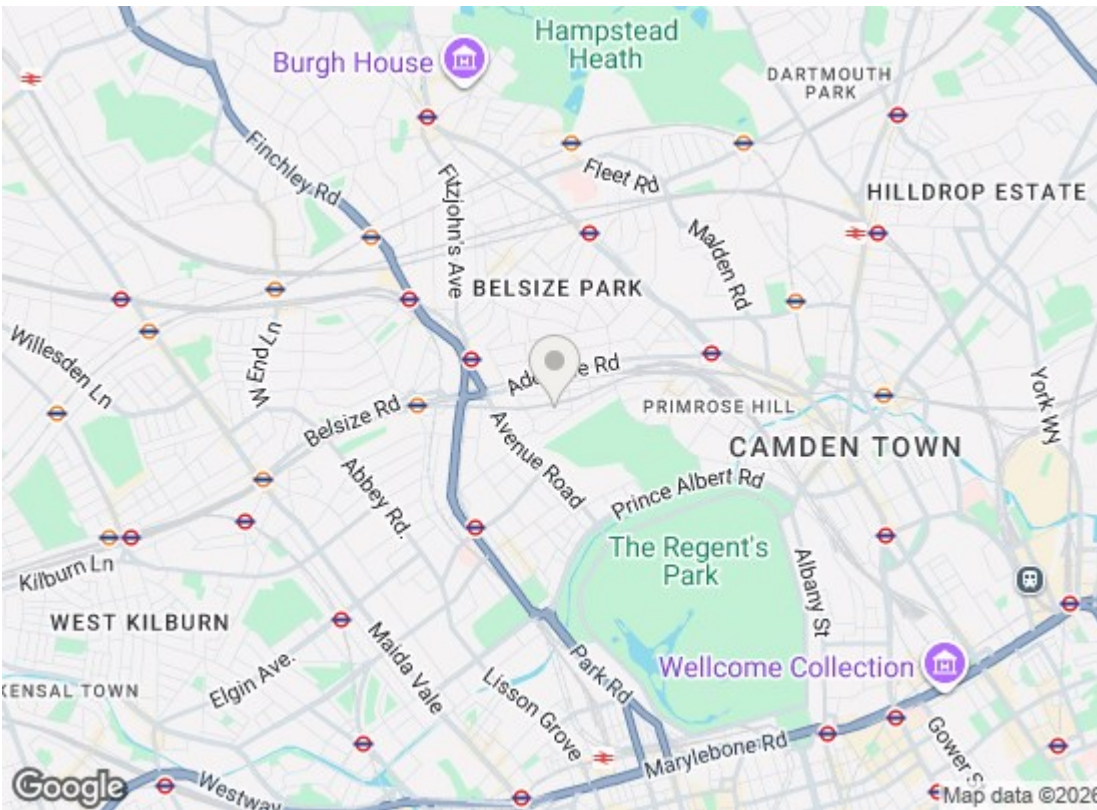 Hampstead
Heath
Burgh House
DARTMOUTH
PARK
Finchley Rd
Fitzjohn's Ave
Fleet Rd
HILLDROP ESTATE
Malden Rd
BELSIZE PARK
Willesden Ln
W End Ln
York Wy
Belsize Rd
PRIMROSE HILL
CAMDEN TOWN
Avenue Road
Abbey Rd.
Prince Albert Rd
The Regent's
Park
Albany St
Kilburn Ln
WEST KILBURN
Maida Vale
Park Rd
Wellcome Collection
Elgin Ave.
Lisson Grove
KENSAL TOWN
Marylebone Rd
Gower S
Westway
Google
Map data ©2026